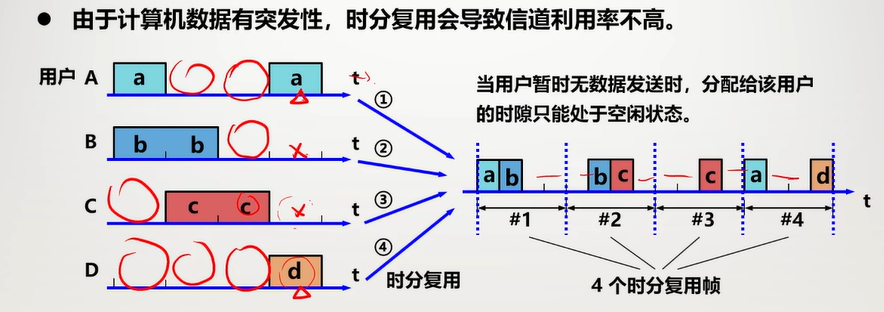 ● 由于计算机数据有突发性，时分复用会导致信道利用率不高。
用户 A a a t ①
B b b t ②
C c c t ③
D d t ④
时分复用
当用户暂时无数据发送时，分配给该用户
的时隙只能处于空闲状态。
a b b c c a d t
#1 #2 #3 #4
4 个时分复用帧